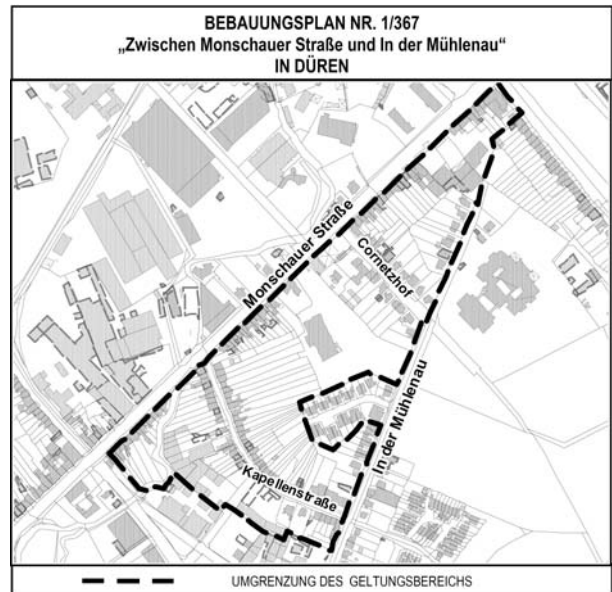 BEBAUUNGSPLAN NR. 1/367
„Zwischen Monschauer Straße und In der Mühlenau“
IN DÜREN
Monschauer Straße
Cornetzhof
In der Mühlenau
Kapellenstraße
UMGRENZUNG DES GELTUNGSBEREICHS